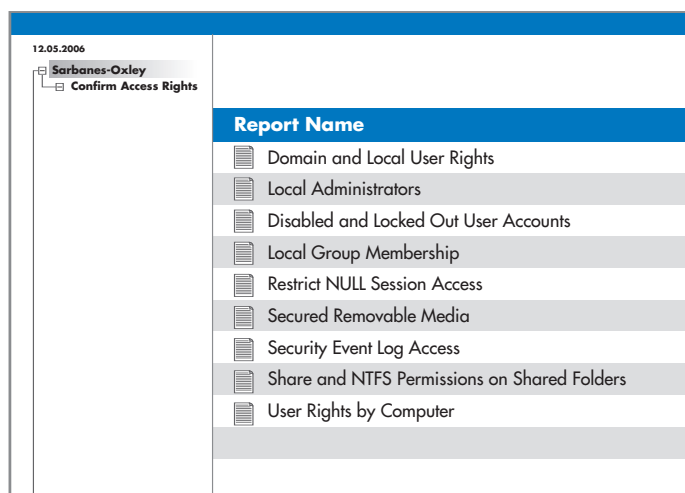 12.05.2006
Sarbanes-Oxley
Confirm Access Rights
Report Name
Domain and Local User Rights
Local Administrators
Disabled and Locked Out User Accounts
Local Group Membership
Restrict NULL Session Access
Secured Removable Media
Security Event Log Access
Share and NTFS Permissions on Shared Folders
User Rights by Computer